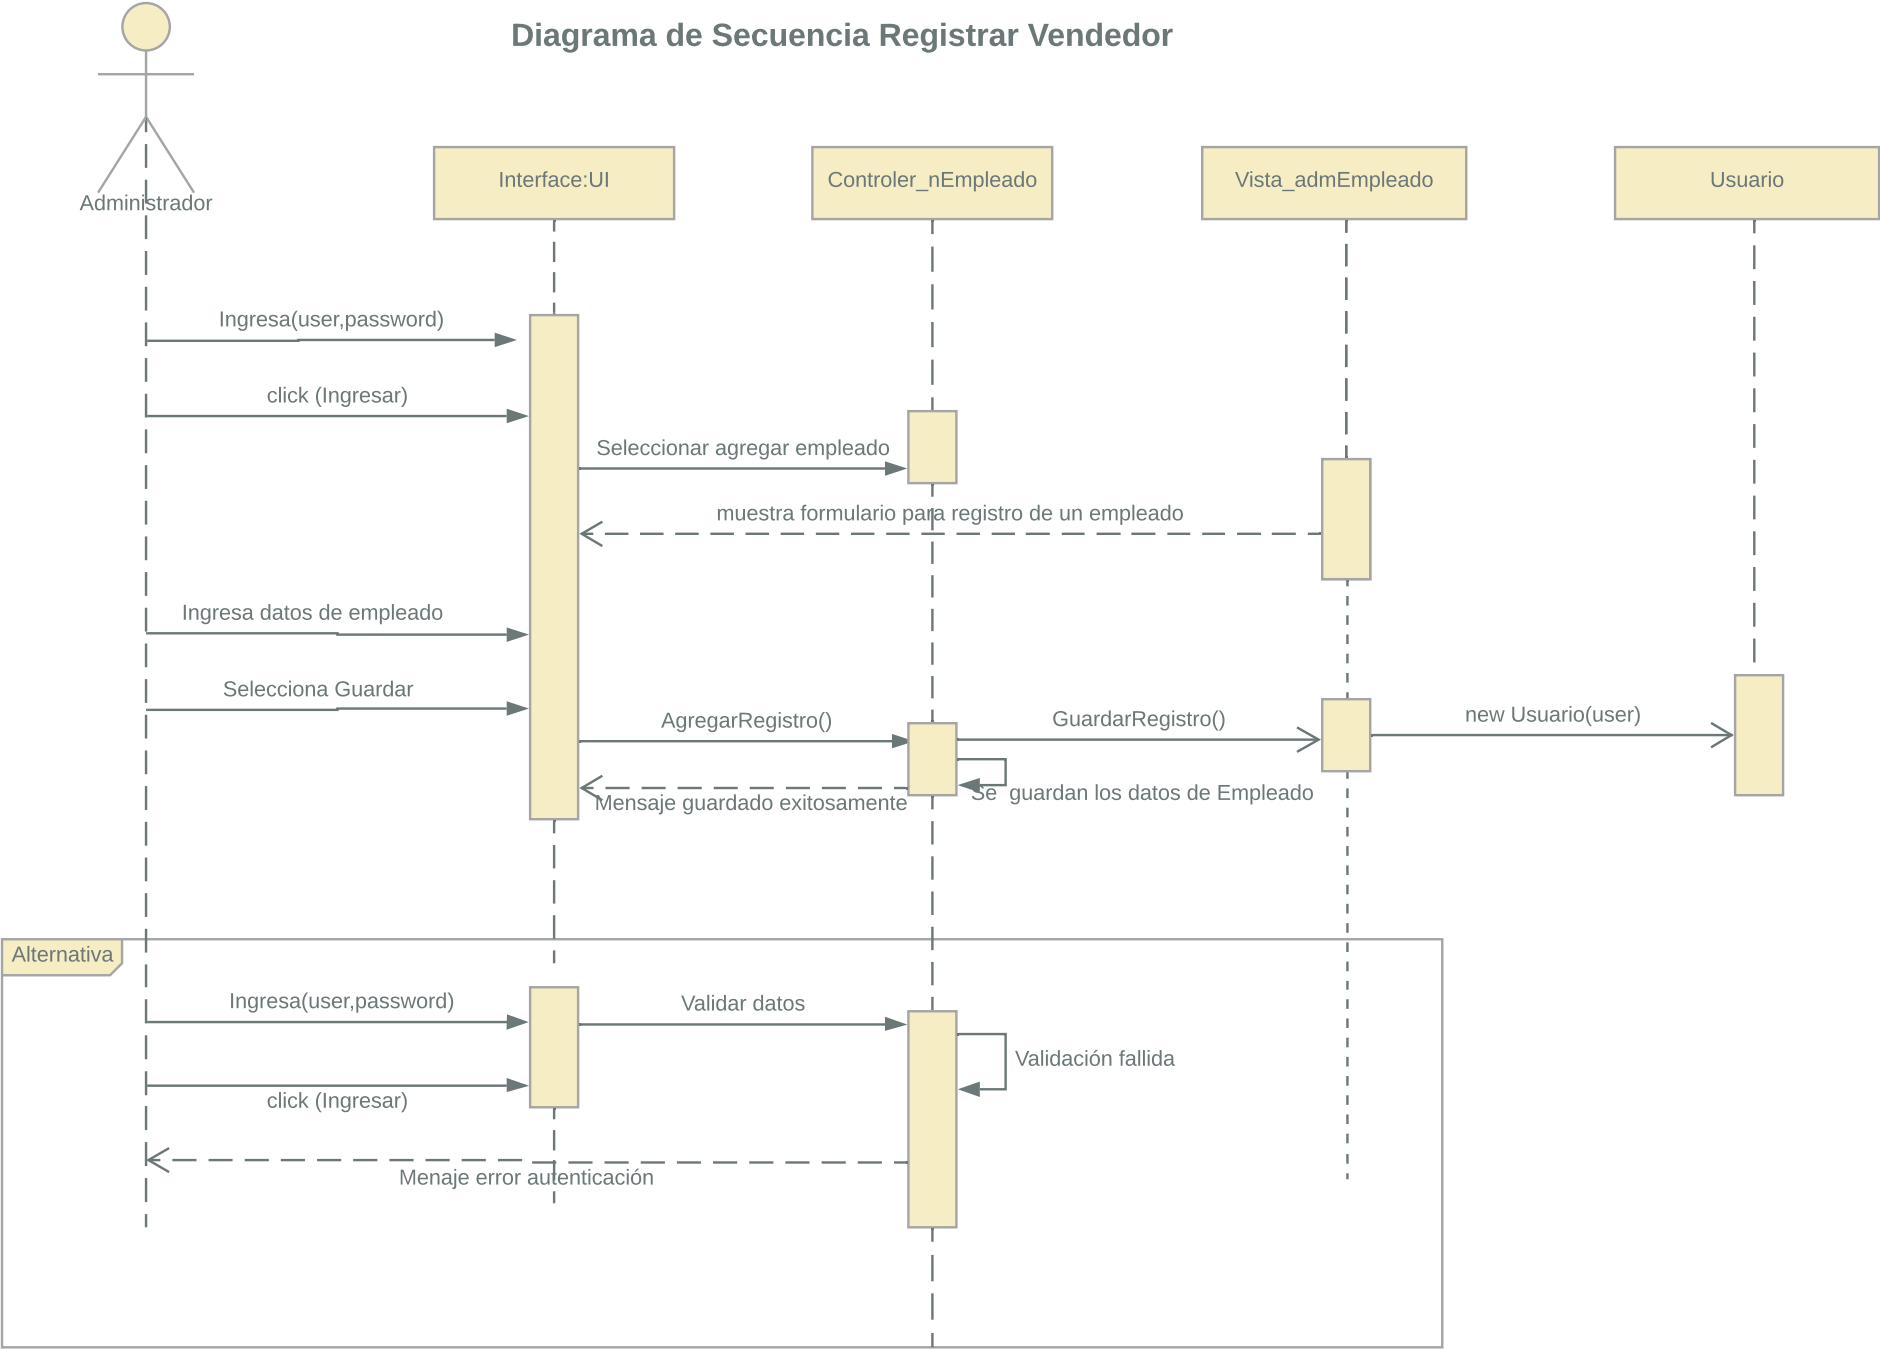 Diagrama de Secuencia Registrar Vendedor
Administrador
Interface:UI
Controler_nEmpleado
Vista_admEmpleado
Usuario
Ingresa(user,password)
click (Ingresar)
Seleccionar agregar empleado
muestra formulario para registro de un empleado
Ingresa datos de empleado
Selecciona Guardar
AgregarRegistro()
GuardarRegistro()
new Usuario(user)
Se  guardan los datos de Empleado
Mensaje guardado exitosamente
Alternativa
Ingresa(user,password)
Validar datos
Validación fallida
click (Ingresar)
Menaje error autenticación